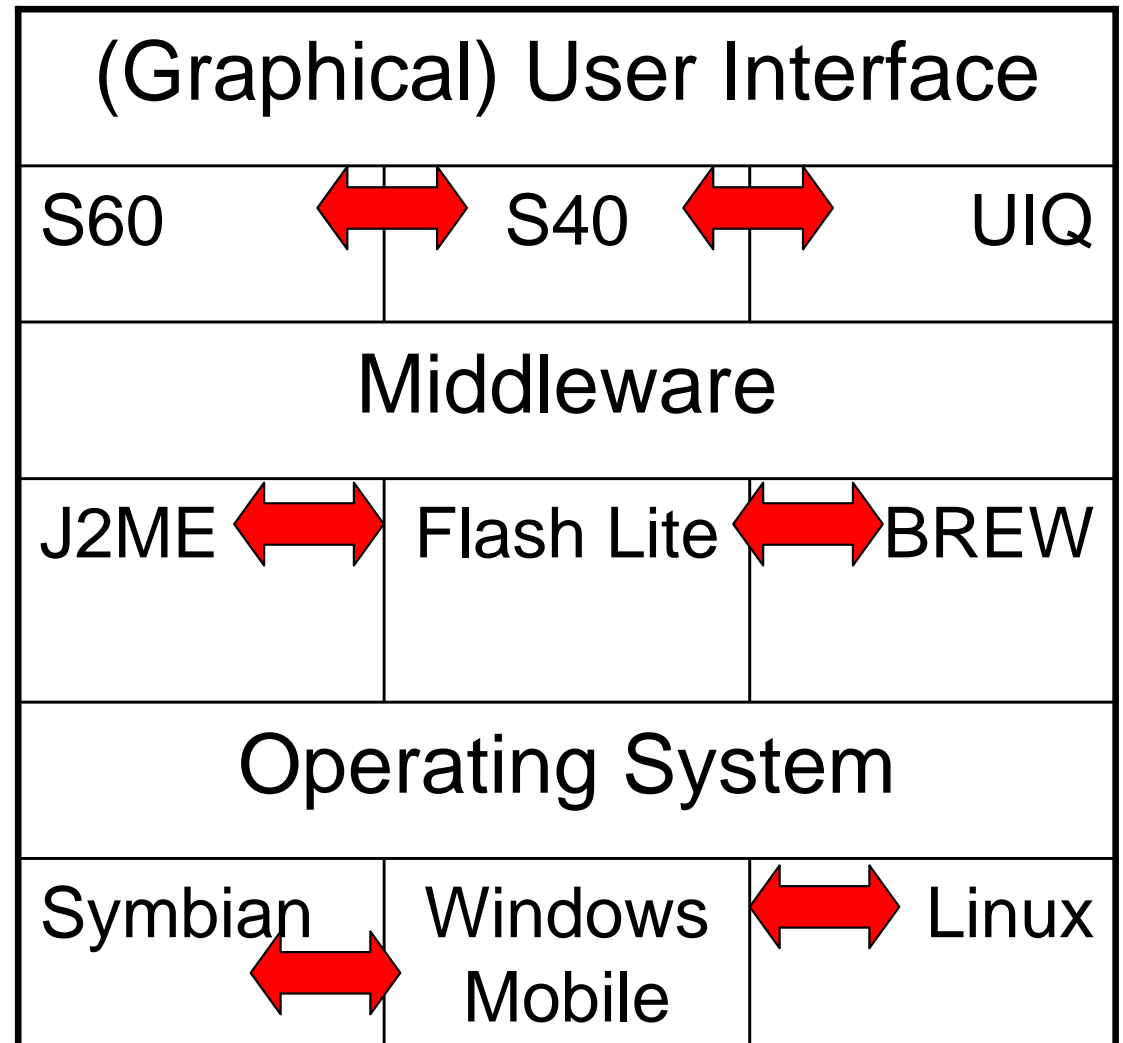 (Graphical) User Interface
S60 S40 UIQ
Middleware
J2ME Flash Lite BREW
Operating System
Symbian Windows Linux
Mobile